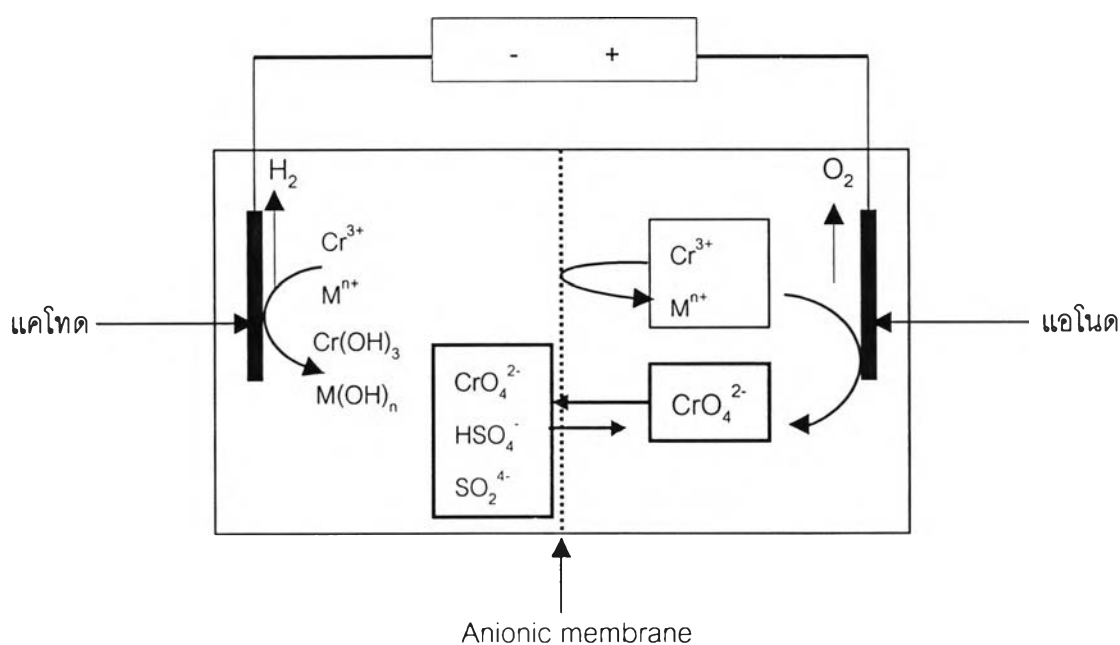 - +
H₂
O₂
Cr³⁺
Mⁿ⁺
Cr(OH)₃
M(OH)ₙ
แคโทด
Cr³⁺
Mⁿ⁺
แอโนด
CrO₄²⁻
HSO₄⁻
SO₂⁴⁻
CrO₄²⁻
Anionic membrane